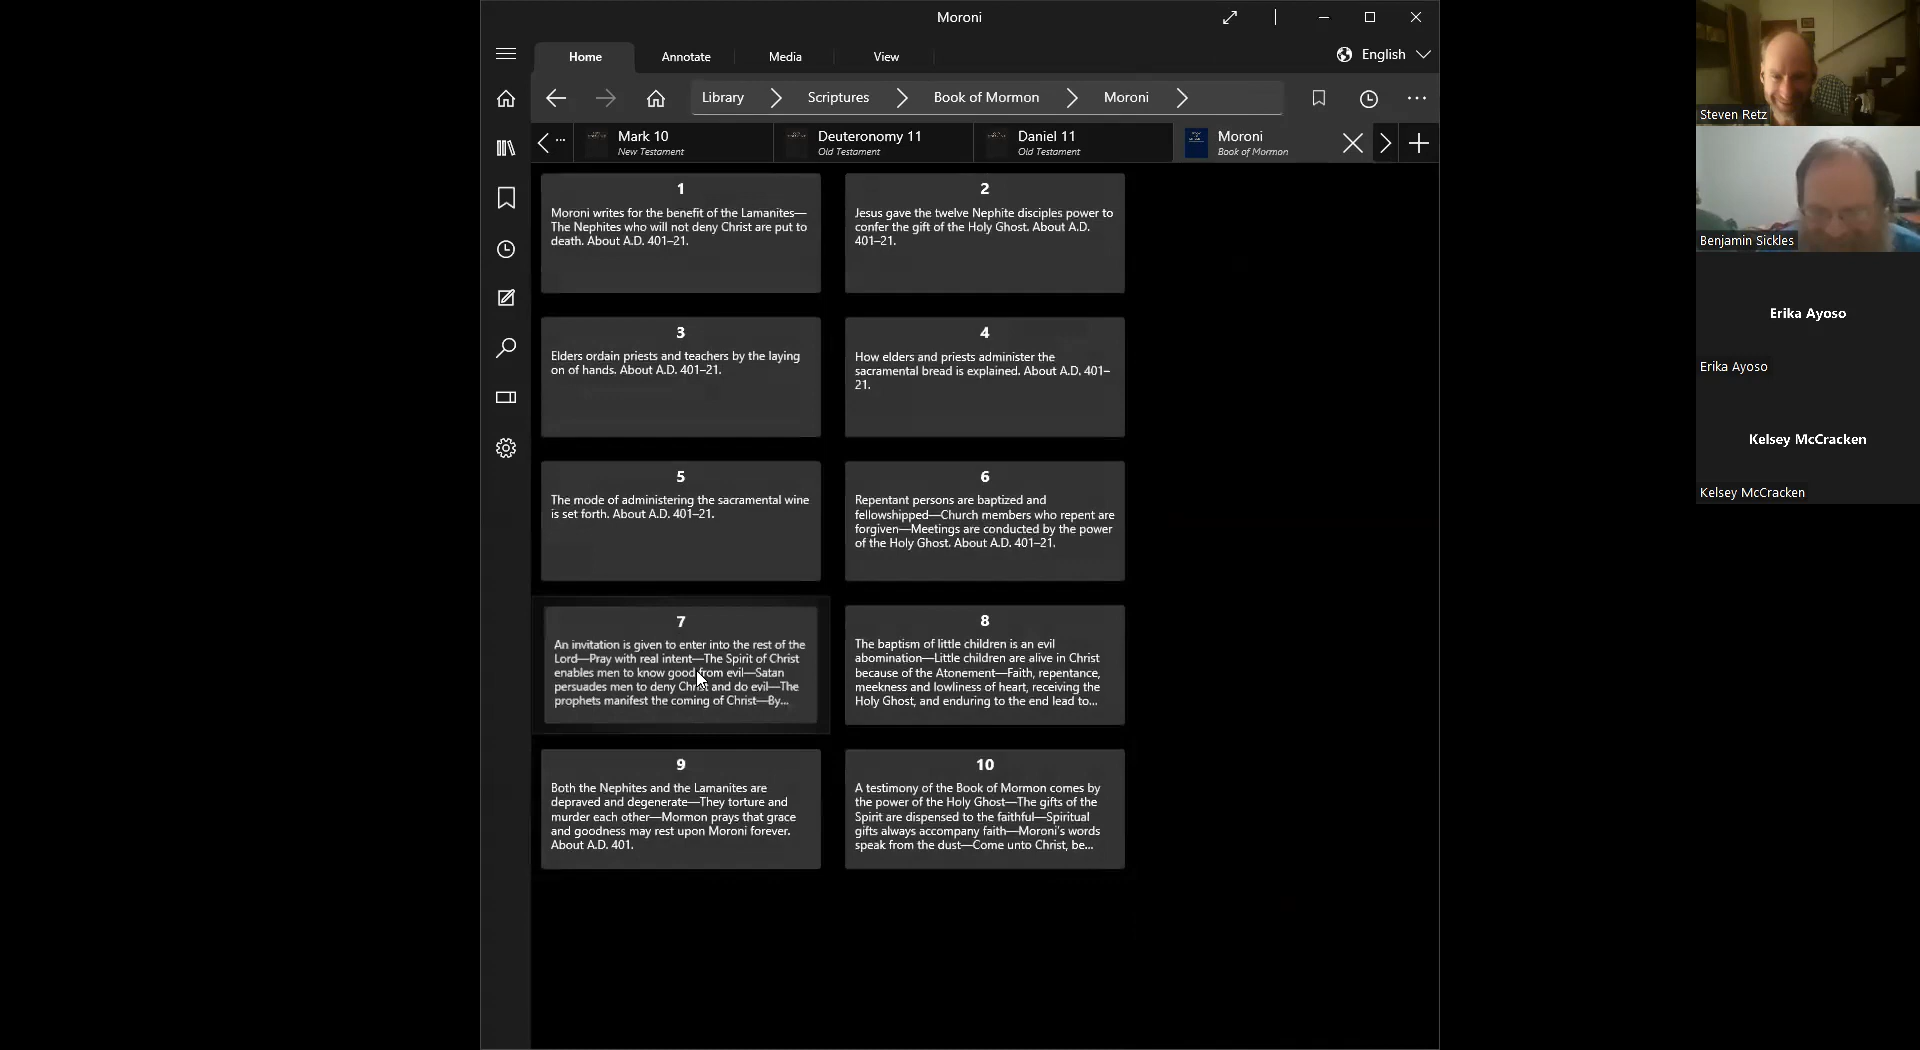 Moroni
Home
Annotate
Media
View
English
Library
Scriptures
Book of Mormon
Moroni
...
Mark 10
New Testament
Deuteronomy 11
Old Testament
Daniel 11
Old Testament
Moroni
Book of Mormon
1
Moroni writes for the benefit of the Lamanites—
The Nephites who will not deny Christ are put to
death. About A.D. 401–21.
2
Jesus gave the twelve Nephite disciples power to
confer the gift of the Holy Ghost. About A.D.
401–21.
3
Elders ordain priests and teachers by the laying
on of hands. About A.D. 401–21.
4
How elders and priests administer the
sacramental bread is explained. About A.D. 401–
21.
5
The mode of administering the sacramental wine
is set forth. About A.D. 401–21.
6
Repentant persons are baptized and
fellowshipped—Church members who repent are
forgiven—Meetings are conducted by the power
of the Holy Ghost. About A.D. 401–21.
7
An invitation is given to enter into the rest of the
Lord—Pray with real intent—The Spirit of Christ
enables men to know good from evil—Satan
persuades men to deny Christ and do evil—The
prophets manifest the coming of Christ—By...
8
The baptism of little children is an evil
abomination—Little children are alive in Christ
because of the Atonement—Faith, repentance,
meekness and lowliness of heart, receiving the
Holy Ghost, and enduring to the end lead to...
9
Both the Nephites and the Lamanites are
depraved and degenerate—They torture and
murder each other—Mormon prays that grace
and goodness may rest upon Moroni forever.
About A.D. 401.
10
A testimony of the Book of Mormon comes by
the power of the Holy Ghost—The gifts of the
Spirit are dispensed to the faithful—Spiritual
gifts always accompany faith—Moroni's words
speak from the dust—Come unto Christ, be...
Steven Retz
Benjamin Sickles
Erika Ayoso
Erika Ayoso
Kelsey McCracken
Kelsey McCracken